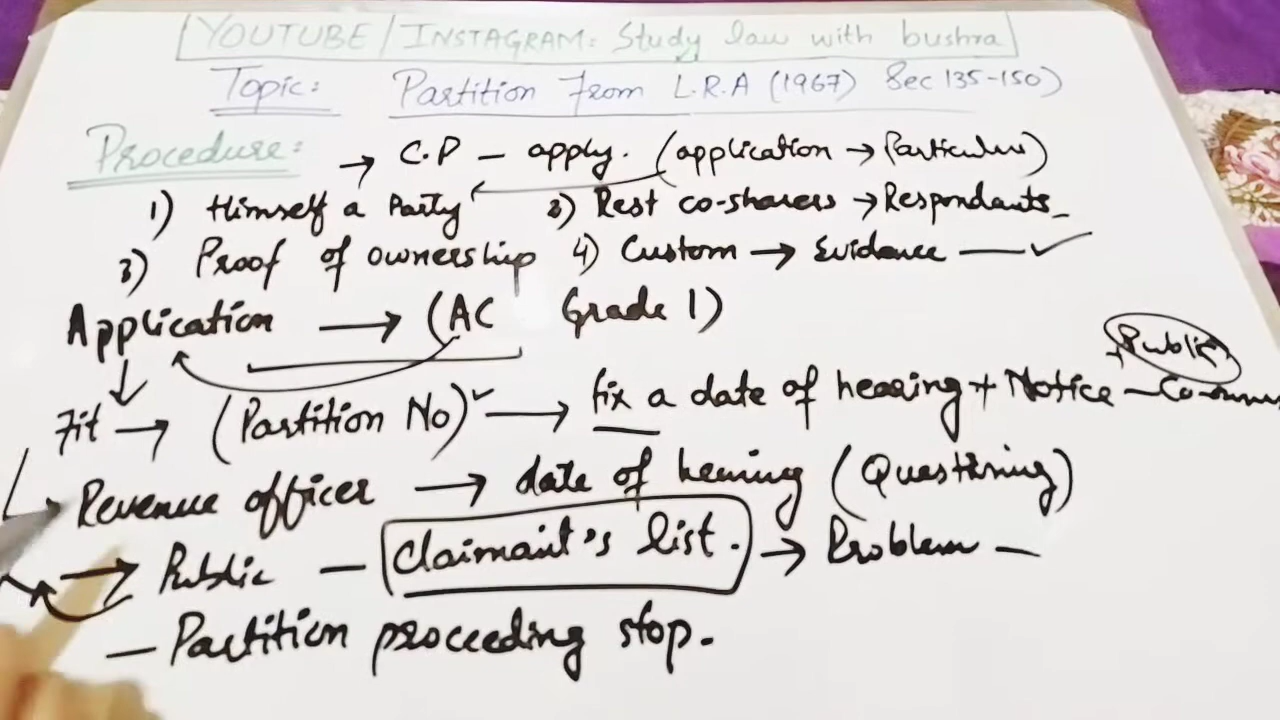 YOUTUBE/INSTAGRAM: Study law with bushra
Topic: Partition From L.R.A (1967) Sec 135-150)
Procedure: → C.P – apply. (application → Particulars)
1) Himself a Party 2) Rest co-sharers → Respondants
3) Proof of ownership 4) Custom → Evidence — ✓
Application → (AC Grade 1)
Public
Fit → (Partition No) ✓ → fix a date of hearing + Notice –
Revenue officer → date of hearing (Questining)
→ Public – Claimant's list. → Problem –
– Partition proceeding stop.